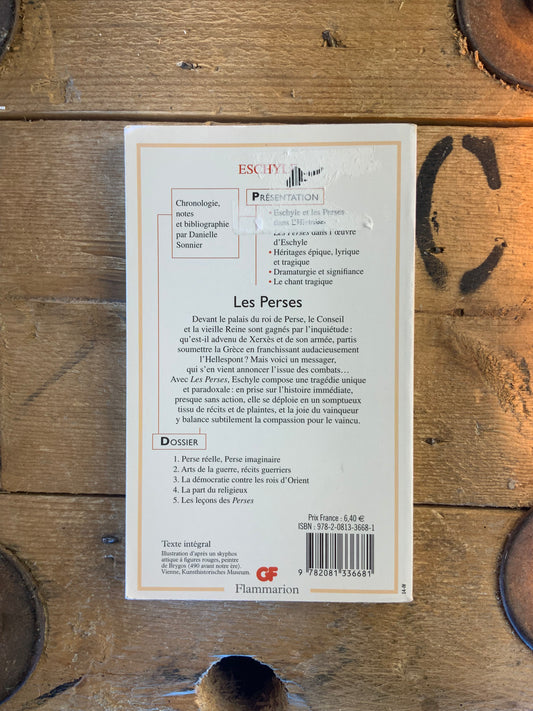 ESCHYLE
Chronologie,
notes
et bibliographie
par Danielle
Sonnier
PRÉSENTATION
• Eschyle et les Perses
dans l'Histoire
Les Perses dans l'œuvre
d'Eschyle
• Héritages épique, lyrique
et tragique
• Dramaturgie et signifiance
• Le chant tragique
Les Perses
Devant le palais du roi de Perse, le Conseil
et la vieille Reine sont gagnés par l'inquiétude :
qu'est-il advenu de Xerxès et de son armée, partis
soumettre la Grèce en franchissant audacieusement
l'Hellespont ? Mais voici un messager,
qui s'en vient annoncer l'issue des combats…
Avec Les Perses, Eschyle compose une tragédie unique
et paradoxale : en prise sur l'histoire immédiate,
presque sans action, elle se déploie en un somptueux
tissu de récits et de plaintes, et la joie du vainqueur
y balance subtilement la compassion pour le vaincu.
DOSSIER
1. Perse réelle, Perse imaginaire
2. Arts de la guerre, récits guerriers
3. La démocratie contre les rois d'Orient
4. La part du religieux
5. Les leçons des Perses
Prix France : 6,40 €
ISBN : 978-2-0813-3668-1
9 782081 336681
Texte intégral
Illustration d'après un skyphos
attique à figures rouges, peintre
de Brygos (490 avant notre ère).
Vienne, Kunsthistorisches Museum.
GF
Flammarion
14-IV
C